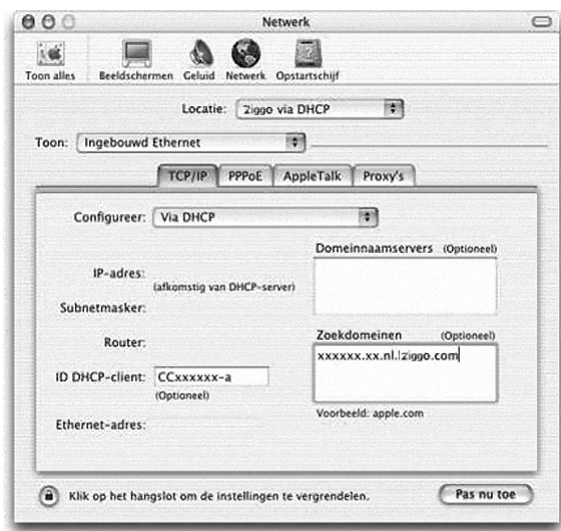 Netwerk
Toon alles Beeldschermen Geluid Netwerk Opstartschijf
Locatie: Ziggo via DHCP
Toon: Ingebouwd Ethernet
TCP/IP PPPoE AppleTalk Proxy's
Configureer: Via DHCP
Domeinnaamservers (Optioneel)
IP-adres:
(afkomstig van DHCP-server)
Subnetmasker:
Router:
Zoekdomeinen (Optioneel)
xxxxxx.xx.nl.lziggo.com
ID DHCP-client: CCxxxxxx-a
(Optioneel)
Voorbeeld: apple.com
Ethernet-adres:
Klik op het hangslot om de instellingen te vergrendelen.
Pas nu toe